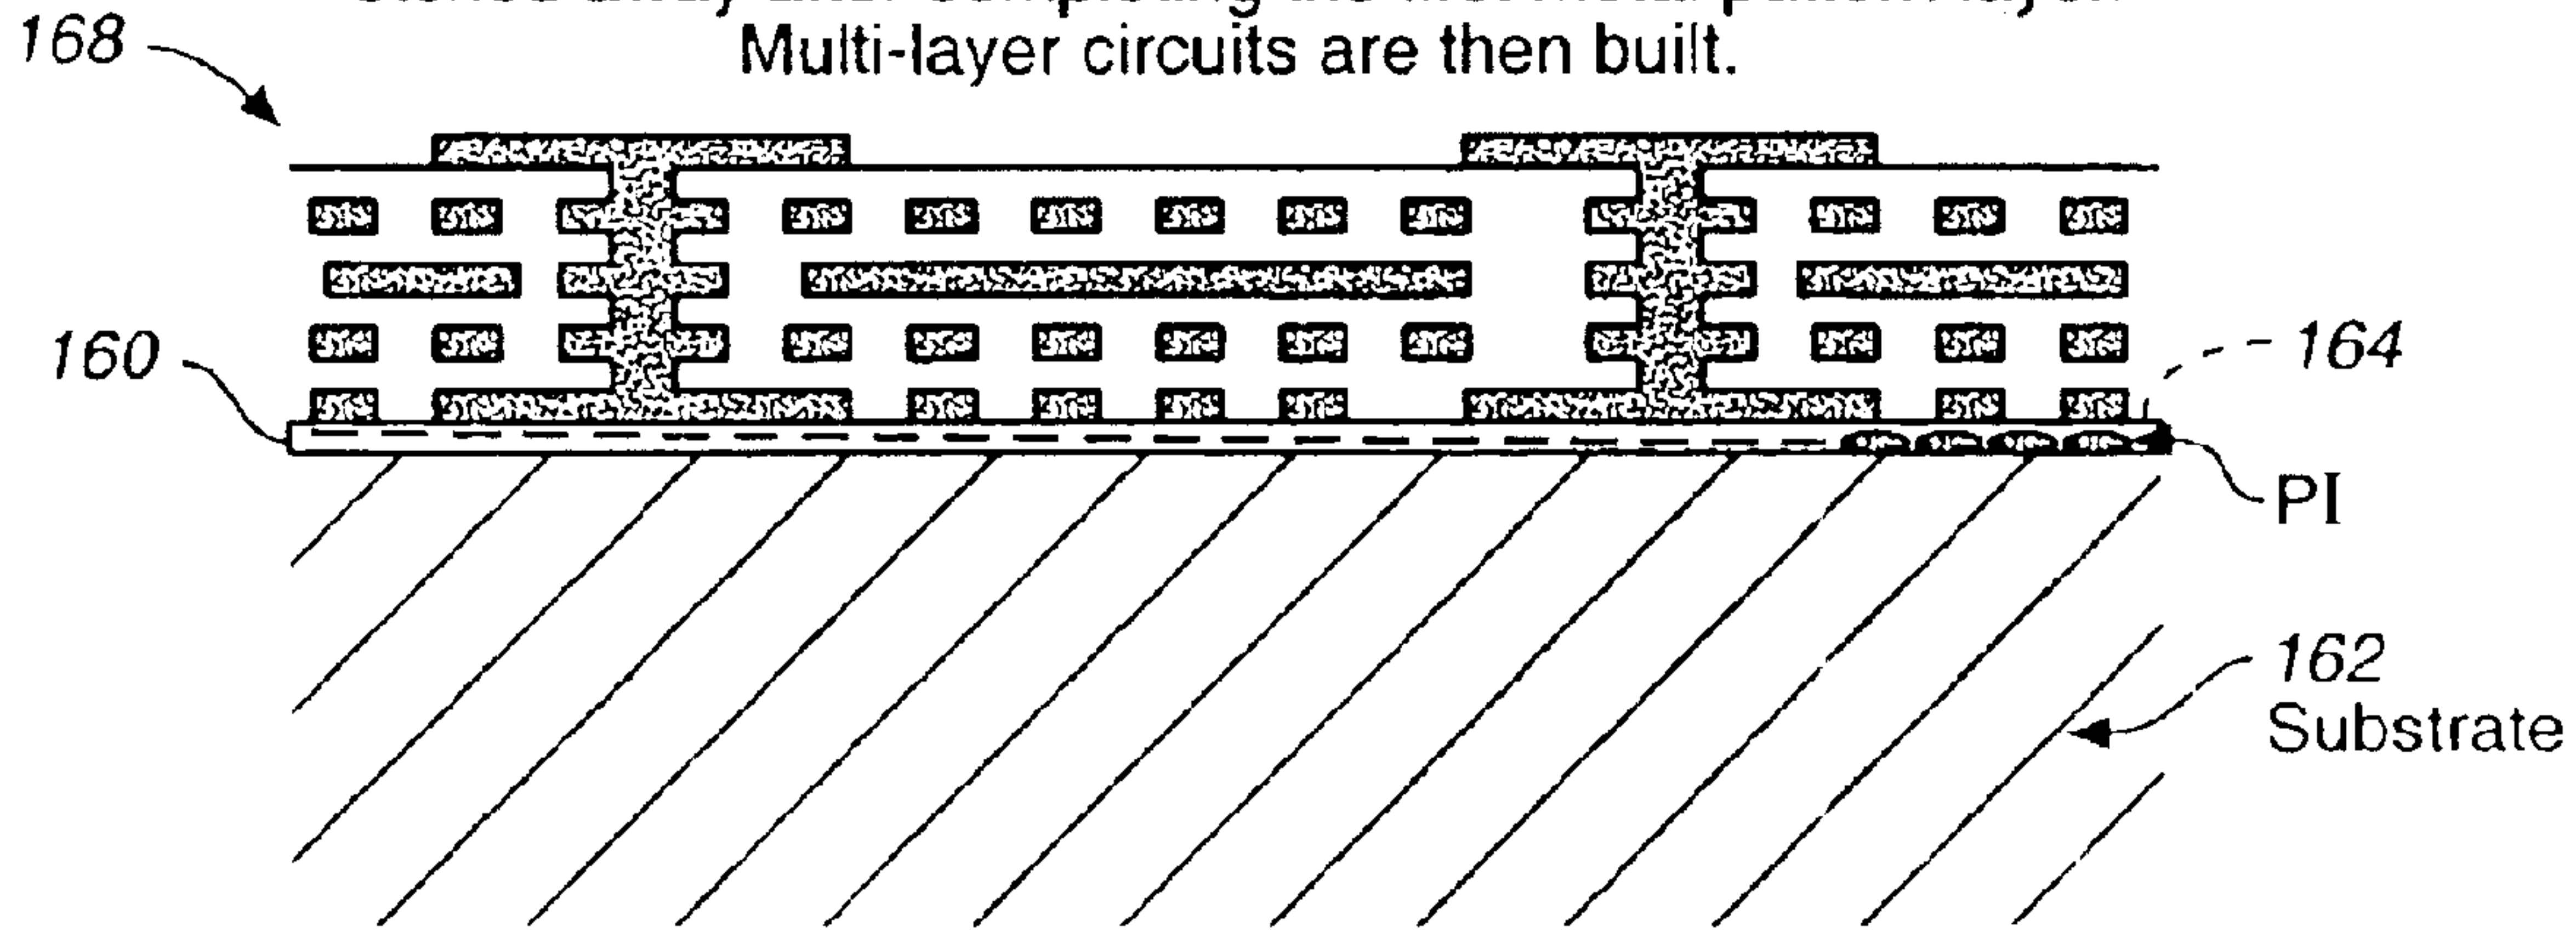 168
Multi-layer circuits are then built.
160
164
PI
162
Substrate